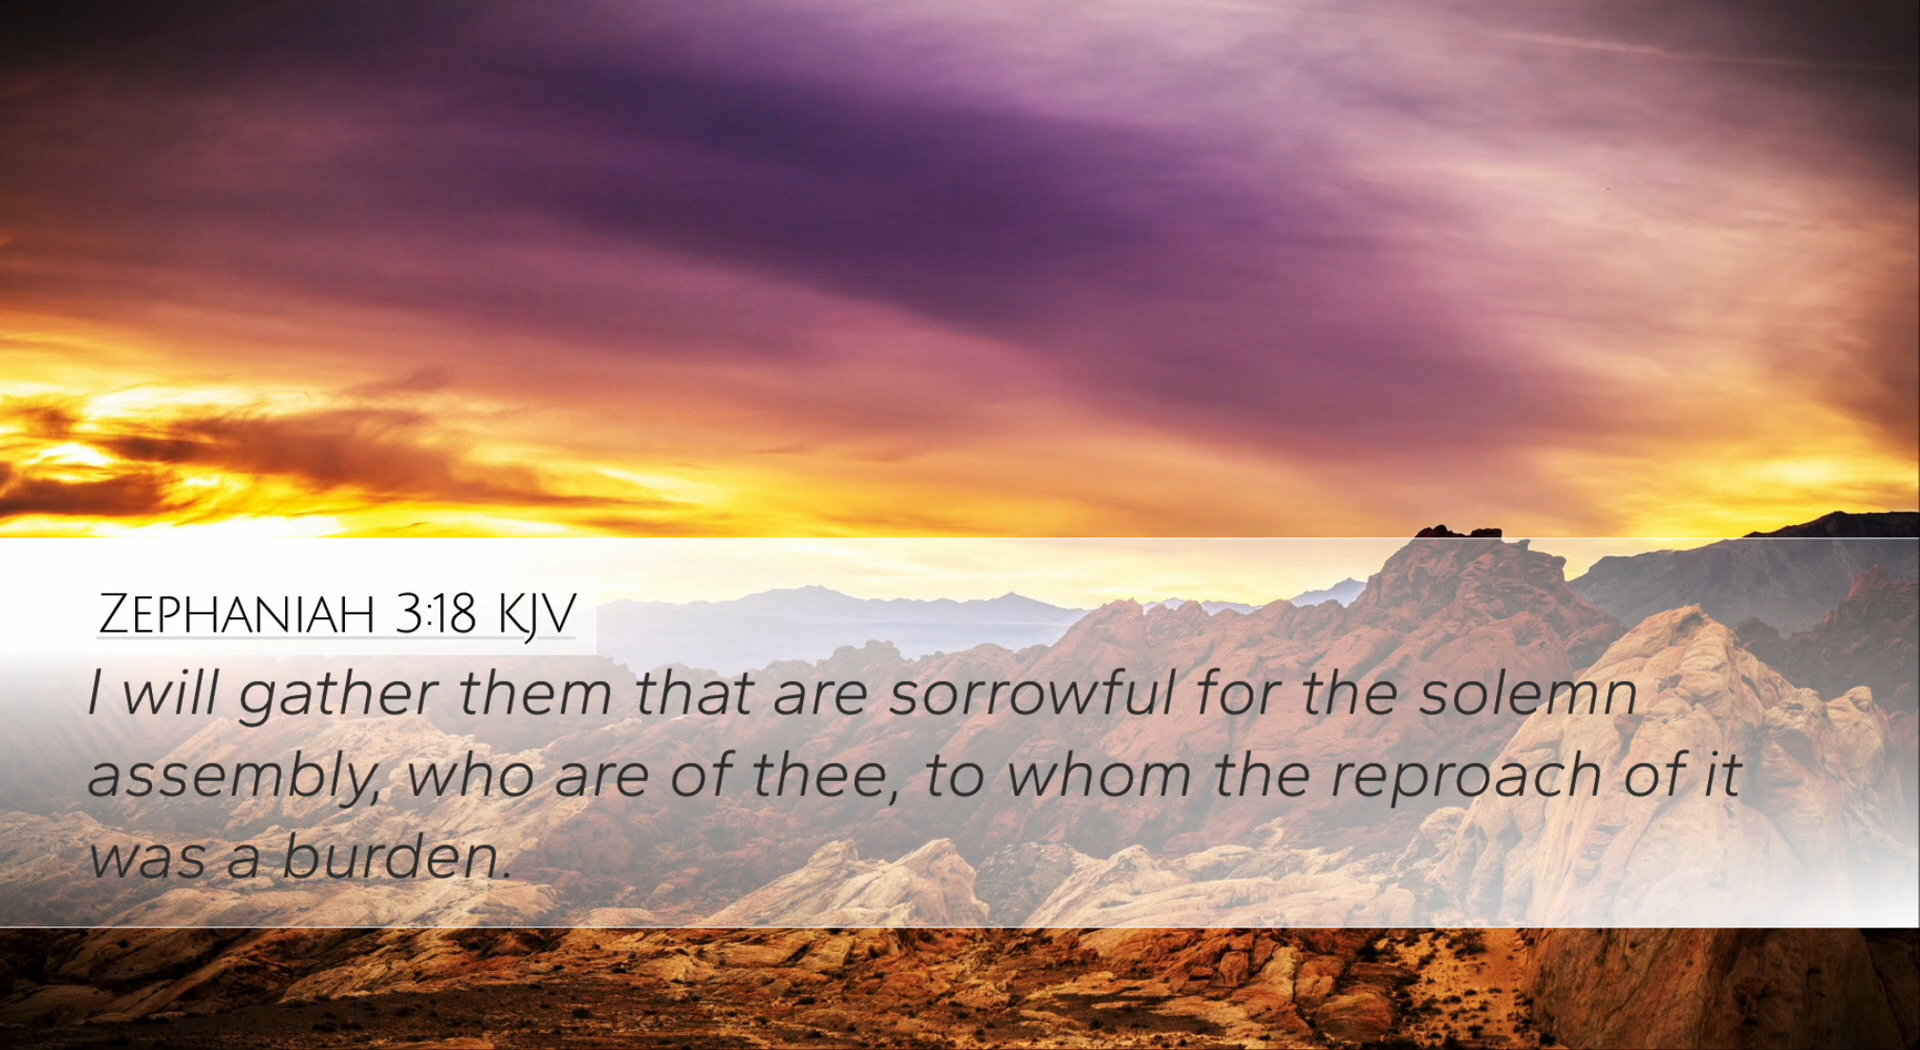 Zephaniah 3:18 KJV
I will gather them that are sorrowful for the solemn
assembly, who are of thee, to whom the reproach of it
was a burden.